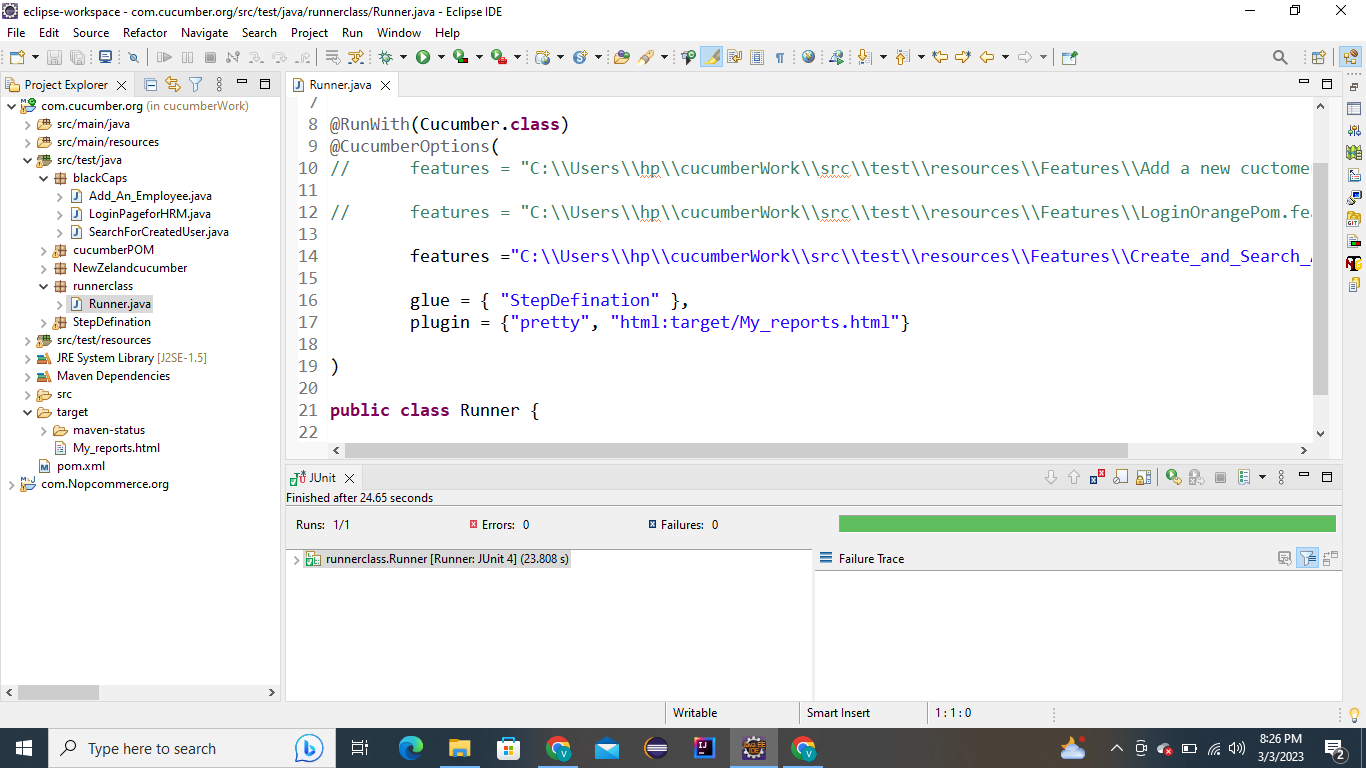 eclipse-workspace - com.cucumber.org/src/test/java/runnerclass/Runner.java - Eclipse IDE
File Edit Source Refactor Navigate Search Project Run Window Help
Project Explorer
com.cucumber.org (in cucumberWork)
src/main/java
src/main/resources
src/test/java
blackCaps
Add_An_Employee.java
LoginPageforHRM.java
SearchForCreatedUser.java
cucumberPOM
NewZelandcucumber
runnerclass
Runner.java
StepDefination
src/test/resources
JRE System Library [J2SE-1.5]
Maven Dependencies
src
target
maven-status
My_reports.html
pom.xml
com.Nopcommerce.org
Runner.java
7
8 @RunWith(Cucumber.class)
9 @CucumberOptions(
10 // features = "C:\\Users\\hp\\cucumberWork\\src\\test\\resources\\Features\\Add a new cuctome
11
12 // features = "C:\\Users\\hp\\cucumberWork\\src\\test\\resources\\Features\\LoginOrangePom.fea
13
14 features ="C:\\Users\\hp\\cucumberWork\\src\\test\\resources\\Features\\Create_and_Search_
15
16 glue = { "StepDefination" },
17 plugin = {"pretty", "html:target/My_reports.html"}
18
19 )
20
21 public class Runner {
22
JUnit
Finished after 24.65 seconds
Runs: 1/1 Errors: 0 Failures: 0
runnerclass.Runner [Runner: JUnit 4] (23.808 s)
Failure Trace
Writable Smart Insert 1 : 1 : 0
Type here to search
8:26 PM
3/3/2023
2